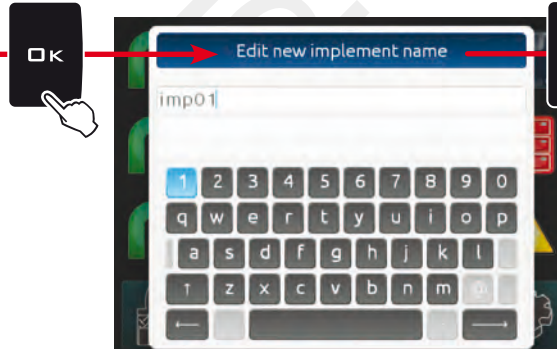 OK
Edit new implement name
imp01
1 2 3 4 5 6 7 8 9 0
q w e r t y u i o p
a s d f g h j k l
↑ z x c v b n m @
← →